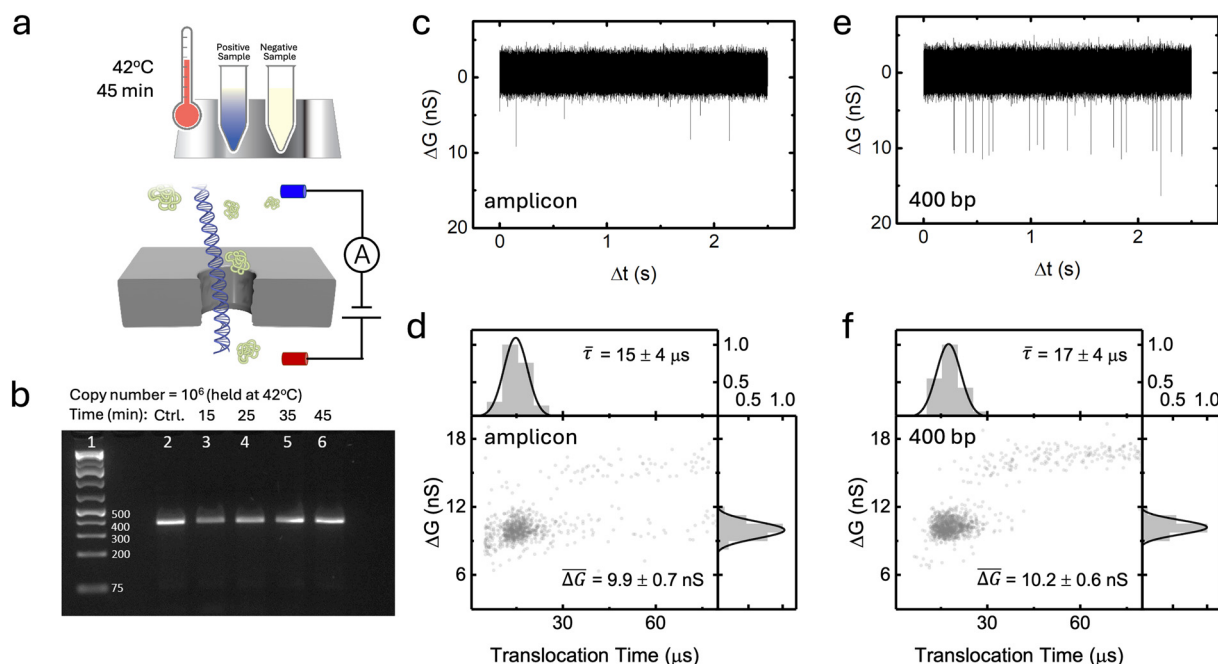 a
42°C
45 min
Positive Sample
Negative Sample
A
b
Copy number = 10⁶ (held at 42°C)
Time (min): Ctrl. 15 25 35 45
1 2 3 4 5 6
500
400
300
200
75
c
ΔG (nS)
0
10
20
amplicon
0 1 2
Δt (s)
d
τ̄ = 15 ± 4 μs
1.0
0.5
0.5 1.0
amplicon
18
12
6
ΔG (nS)
ΔG̅ = 9.9 ± 0.7 nS
30 60
Translocation Time (μs)
e
ΔG (nS)
0
10
20
400 bp
0 1 2
Δt (s)
f
τ̄ = 17 ± 4 μs
1.0
0.5
0.5 1.0
400 bp
18
12
6
ΔG (nS)
ΔG̅ = 10.2 ± 0.6 nS
30 60
Translocation Time (μs)